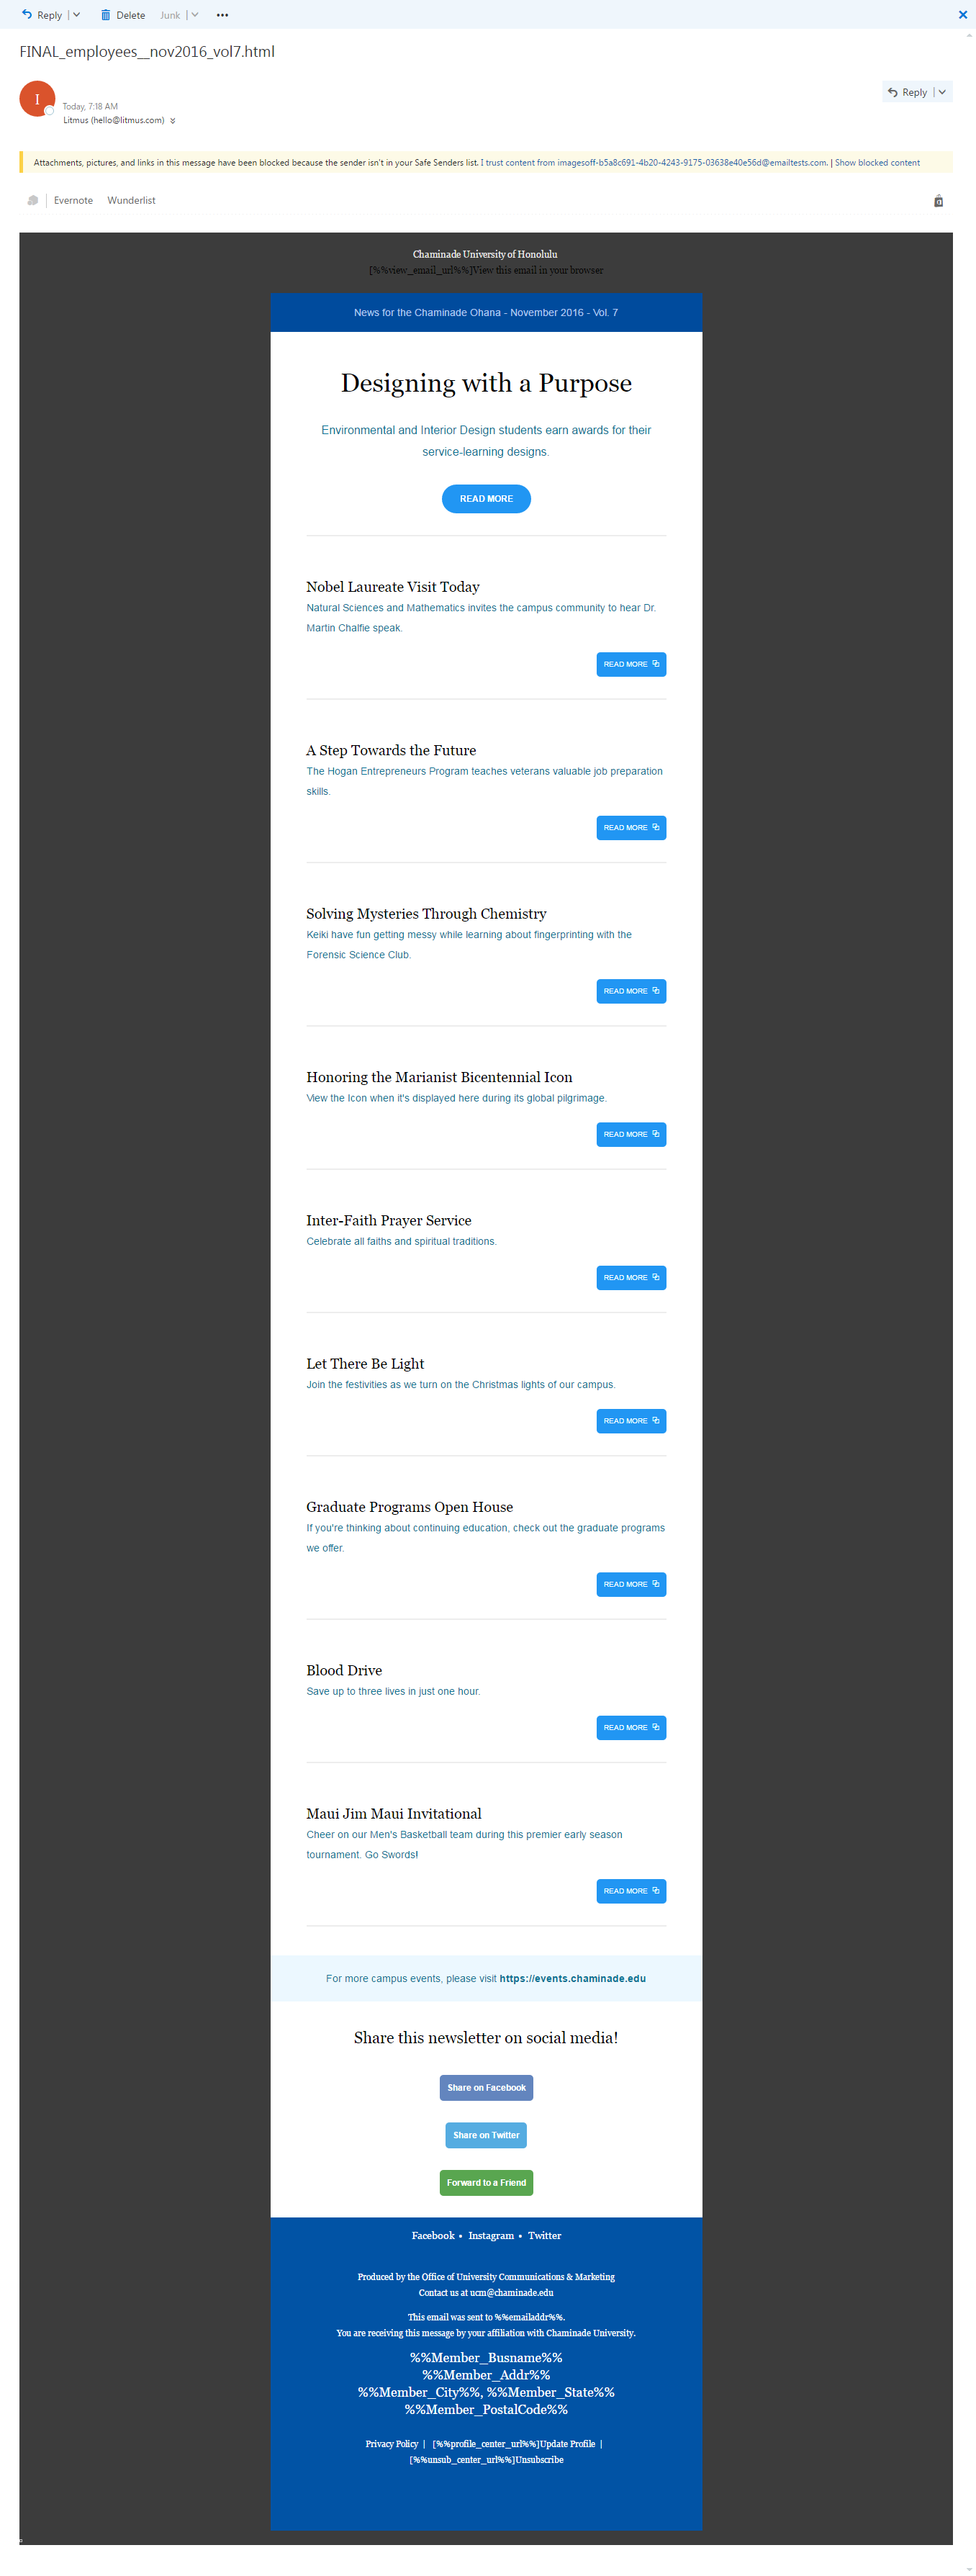 Reply
Delete
Junk
FINAL_employees__nov2016_vol7.html
I
Today, 7:18 AM
Litmus (hello@litmus.com)
Reply
Attachments, pictures, and links in this message have been blocked because the sender isn't in your Safe Senders list. I trust content from imagesoff-b5a8c691-4b20-4243-9175-03638e40e56d@emailtests.com. | Show blocked content
Evernote Wunderlist
Chaminade University of Honolulu
[%%view_email_url%%]View this email in your browser
News for the Chaminade Ohana - November 2016 - Vol. 7
Designing with a Purpose
Environmental and Interior Design students earn awards for their
service-learning designs.
READ MORE
Nobel Laureate Visit Today
Natural Sciences and Mathematics invites the campus community to hear Dr.
Martin Chalfie speak.
READ MORE
A Step Towards the Future
The Hogan Entrepreneurs Program teaches veterans valuable job preparation
skills.
READ MORE
Solving Mysteries Through Chemistry
Keiki have fun getting messy while learning about fingerprinting with the
Forensic Science Club.
READ MORE
Honoring the Marianist Bicentennial Icon
View the Icon when it's displayed here during its global pilgrimage.
READ MORE
Inter-Faith Prayer Service
Celebrate all faiths and spiritual traditions.
READ MORE
Let There Be Light
Join the festivities as we turn on the Christmas lights of our campus.
READ MORE
Graduate Programs Open House
If you're thinking about continuing education, check out the graduate programs
we offer.
READ MORE
Blood Drive
Save up to three lives in just one hour.
READ MORE
Maui Jim Maui Invitational
Cheer on our Men's Basketball team during this premier early season
tournament. Go Swords!
READ MORE
For more campus events, please visit https://events.chaminade.edu
Share this newsletter on social media!
Share on Facebook
Share on Twitter
Forward to a Friend
Facebook • Instagram • Twitter
Produced by the Office of University Communications & Marketing
Contact us at ucm@chaminade.edu
This email was sent to %%emailaddr%%.
You are receiving this message by your affiliation with Chaminade University.
%%Member_Busname%%
%%Member_Addr%%
%%Member_City%%, %%Member_State%%
%%Member_PostalCode%%
Privacy Policy | [%%profile_center_url%%]Update Profile |
[%%unsub_center_url%%]Unsubscribe